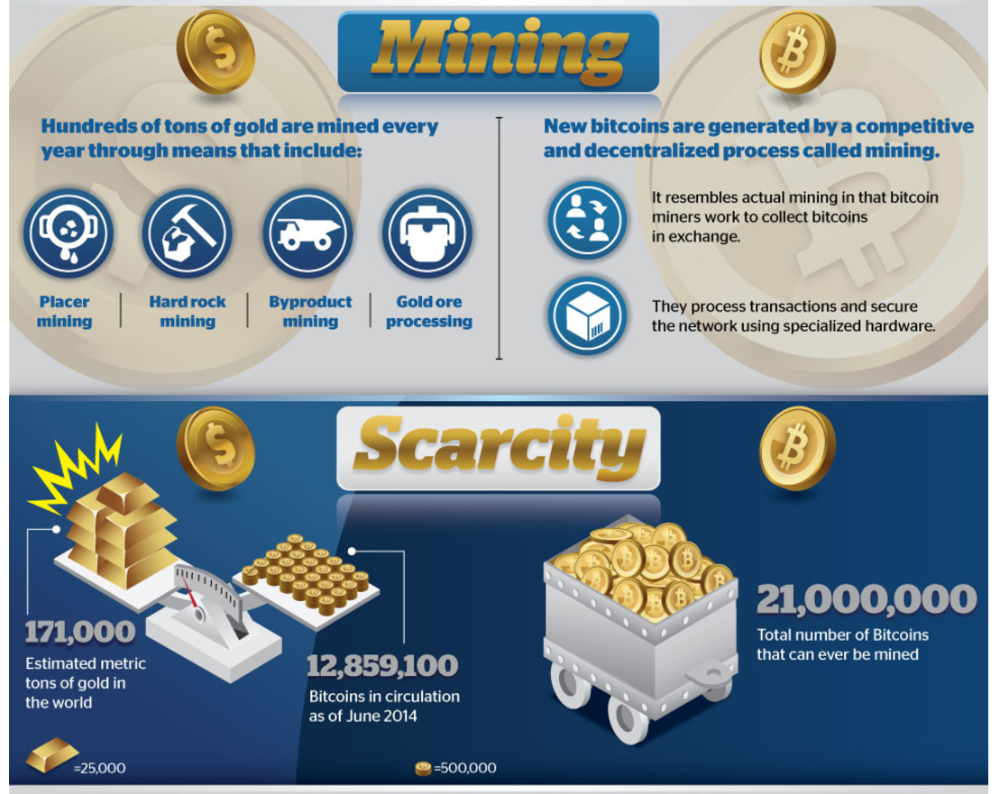 Mining
Hundreds of tons of gold are mined every
year through means that include:
Placer
mining
Hard rock
mining
Byproduct
mining
Gold ore
processing
New bitcoins are generated by a competitive
and decentralized process called mining.
It resembles actual mining in that bitcoin
miners work to collect bitcoins
in exchange.
They process transactions and secure
the network using specialized hardware.
Scarcity
171,000
Estimated metric
tons of gold in
the world
12,859,100
Bitcoins in circulation
as of June 2014
21,000,000
Total number of Bitcoins
that can ever be mined
=25,000
=500,000